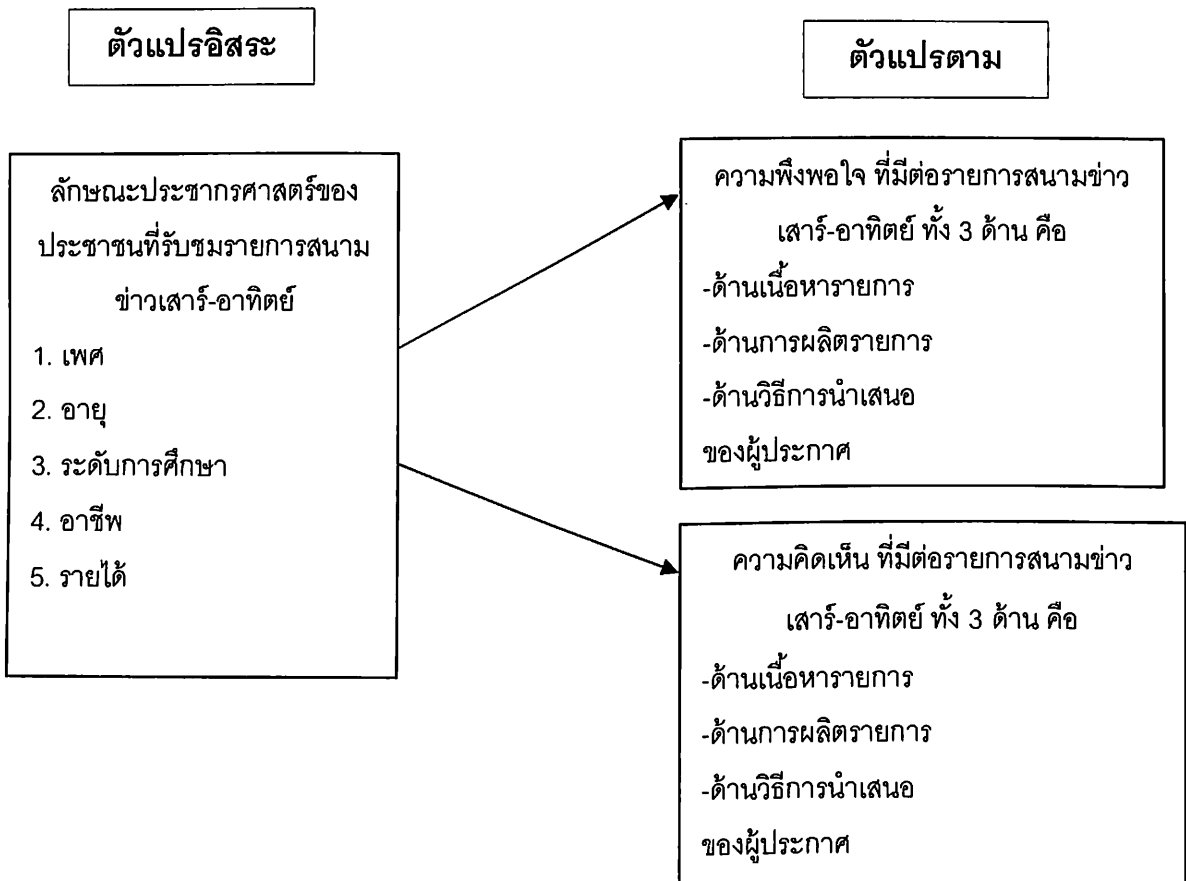 ตัวแปรอิสระ
ตัวแปรตาม
ลักษณะประชากรศาสตร์ของ
ประชาชนที่รับชมรายการสนาม
ข่าวเสาร์-อาทิตย์
1. เพศ
2. อายุ
3. ระดับการศึกษา
4. อาชีพ
5. รายได้
ความพึงพอใจ ที่มีต่อรายการสนามข่าว
เสาร์-อาทิตย์ ทั้ง 3 ด้าน คือ
-ด้านเนื้อหารายการ
-ด้านการผลิตรายการ
-ด้านวิธีการนำเสนอ
ของผู้ประกาศ
ความคิดเห็น ที่มีต่อรายการสนามข่าว
เสาร์-อาทิตย์ ทั้ง 3 ด้าน คือ
-ด้านเนื้อหารายการ
-ด้านการผลิตรายการ
-ด้านวิธีการนำเสนอ
ของผู้ประกาศ